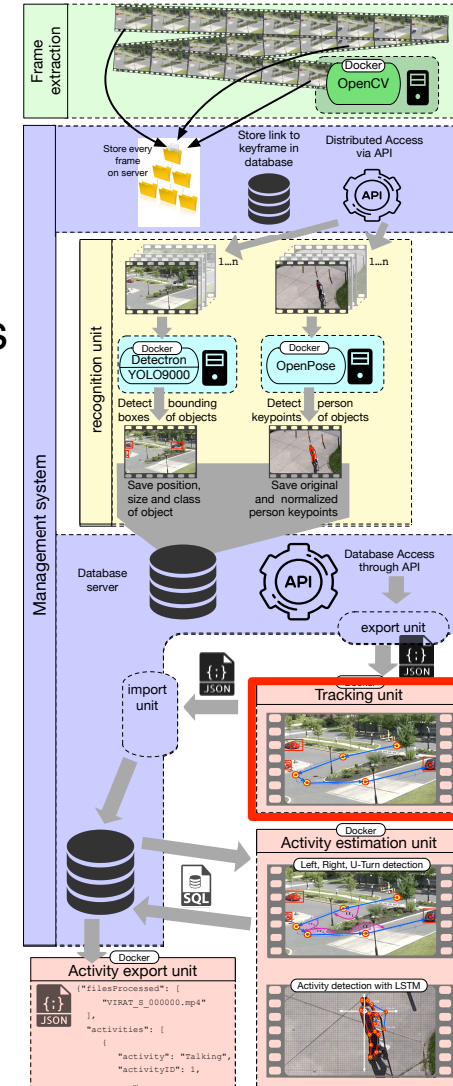 Frame
extraction
Docker
OpenCV
Management system
Store every
frame
on server
Store link to
keyframe in
database
Distributed Access
via API
API
s
recognition unit
1…n
1…n
Docker
Detectron
YOLO9000
Docker
OpenPose
Detect bounding
boxes of objects
Detect person
keypoints of objects
Save position,
size and class
of object
Save original
and normalized
person keypoints
Database
server
API
Database Access
through API
export unit
{:}
JSON
{:}
JSON
import
unit
Docker
Tracking unit
Docker
Activity estimation unit
Left, Right, U-Turn detection
SQL
Activity detection with LSTM
Docker
Activity export unit
{:}
JSON
{"filesProcessed": [
"VIRAT_S_000000.mp4"
],
"activities": [
{
"activity": "Talking",
"activityID": 1,